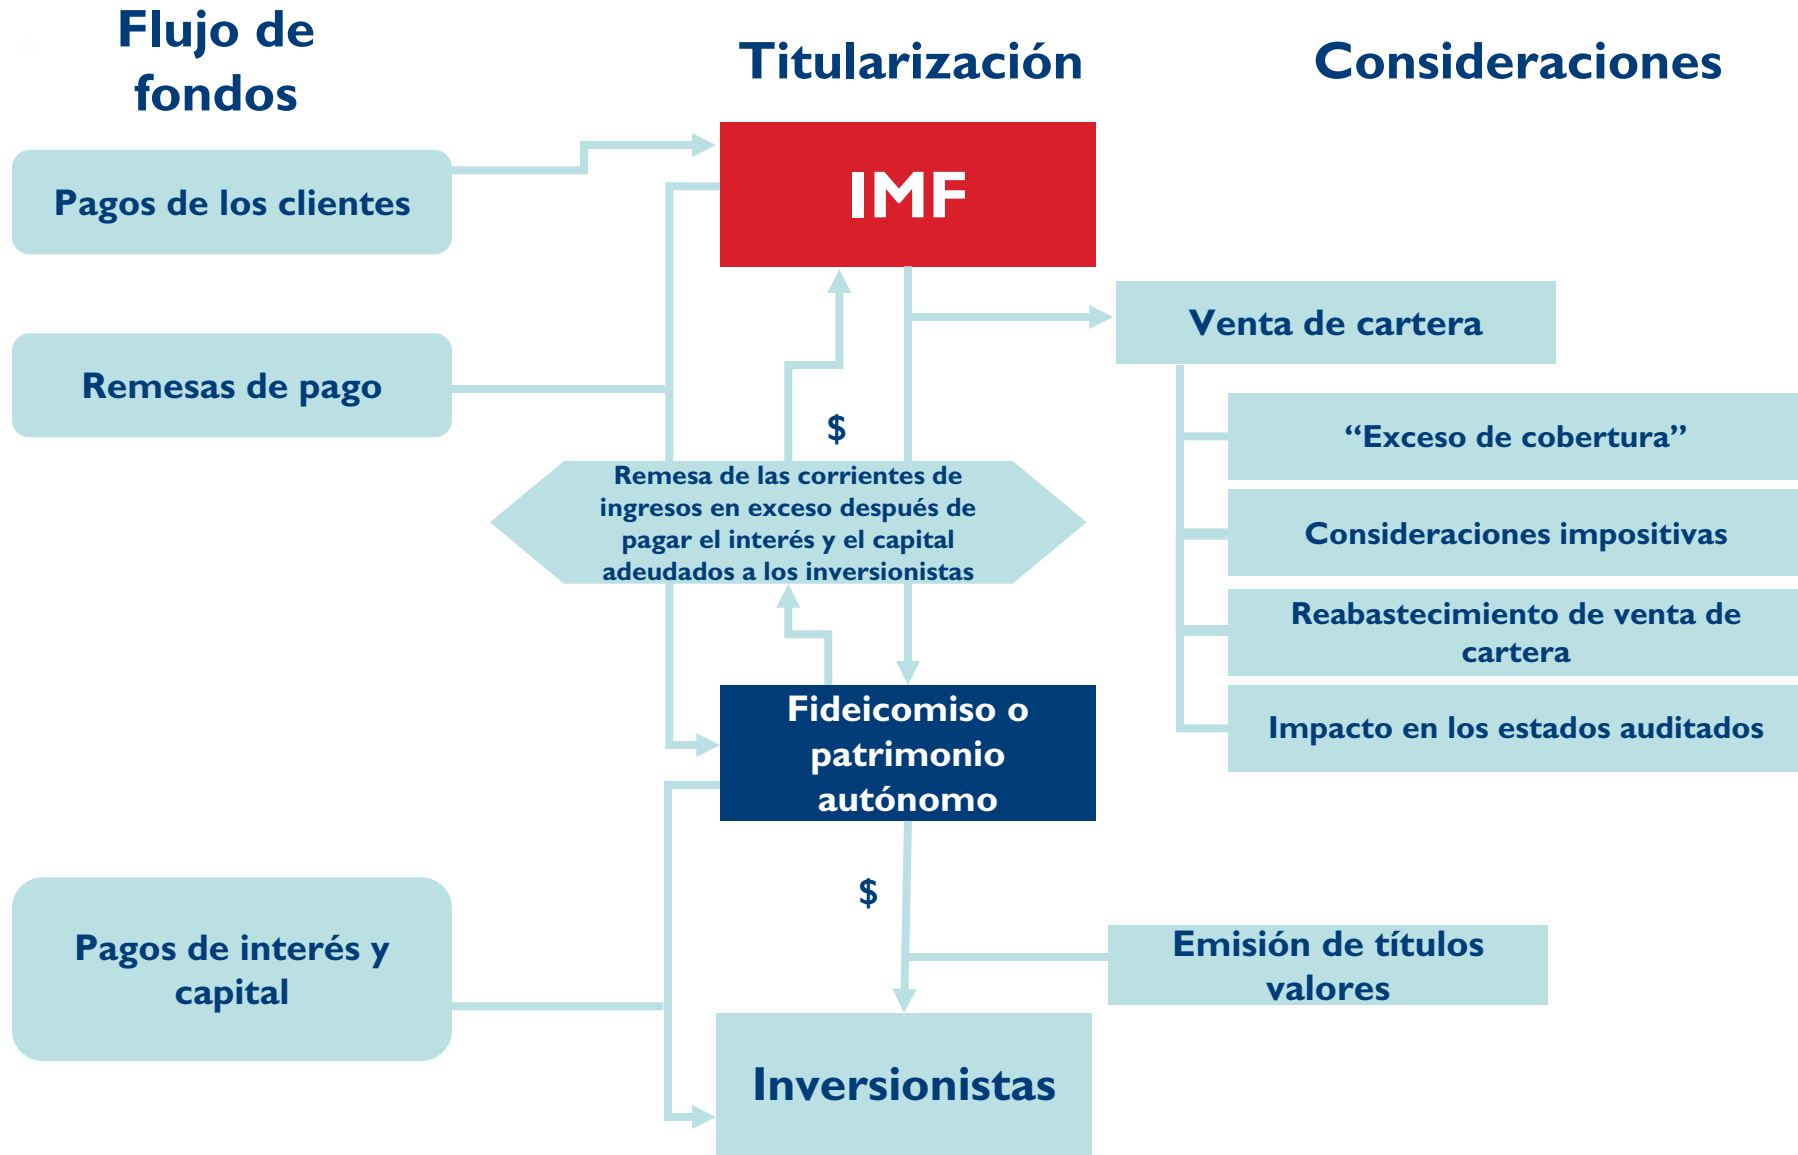 Flujo de
fondos
Titularización
Consideraciones
IMF
Pagos de los clientes
Venta de cartera
Remesas de pago
$
“Exceso de cobertura”
Remesa de las corrientes de
ingresos en exceso después de
pagar el interés y el capital
adeudados a los inversionistas
Consideraciones impositivas
Reabastecimiento de venta de
cartera
Fideicomiso o
patrimonio
autónomo
Impacto en los estados auditados
$
Pagos de interés y
capital
Emisión de títulos
valores
Inversionistas